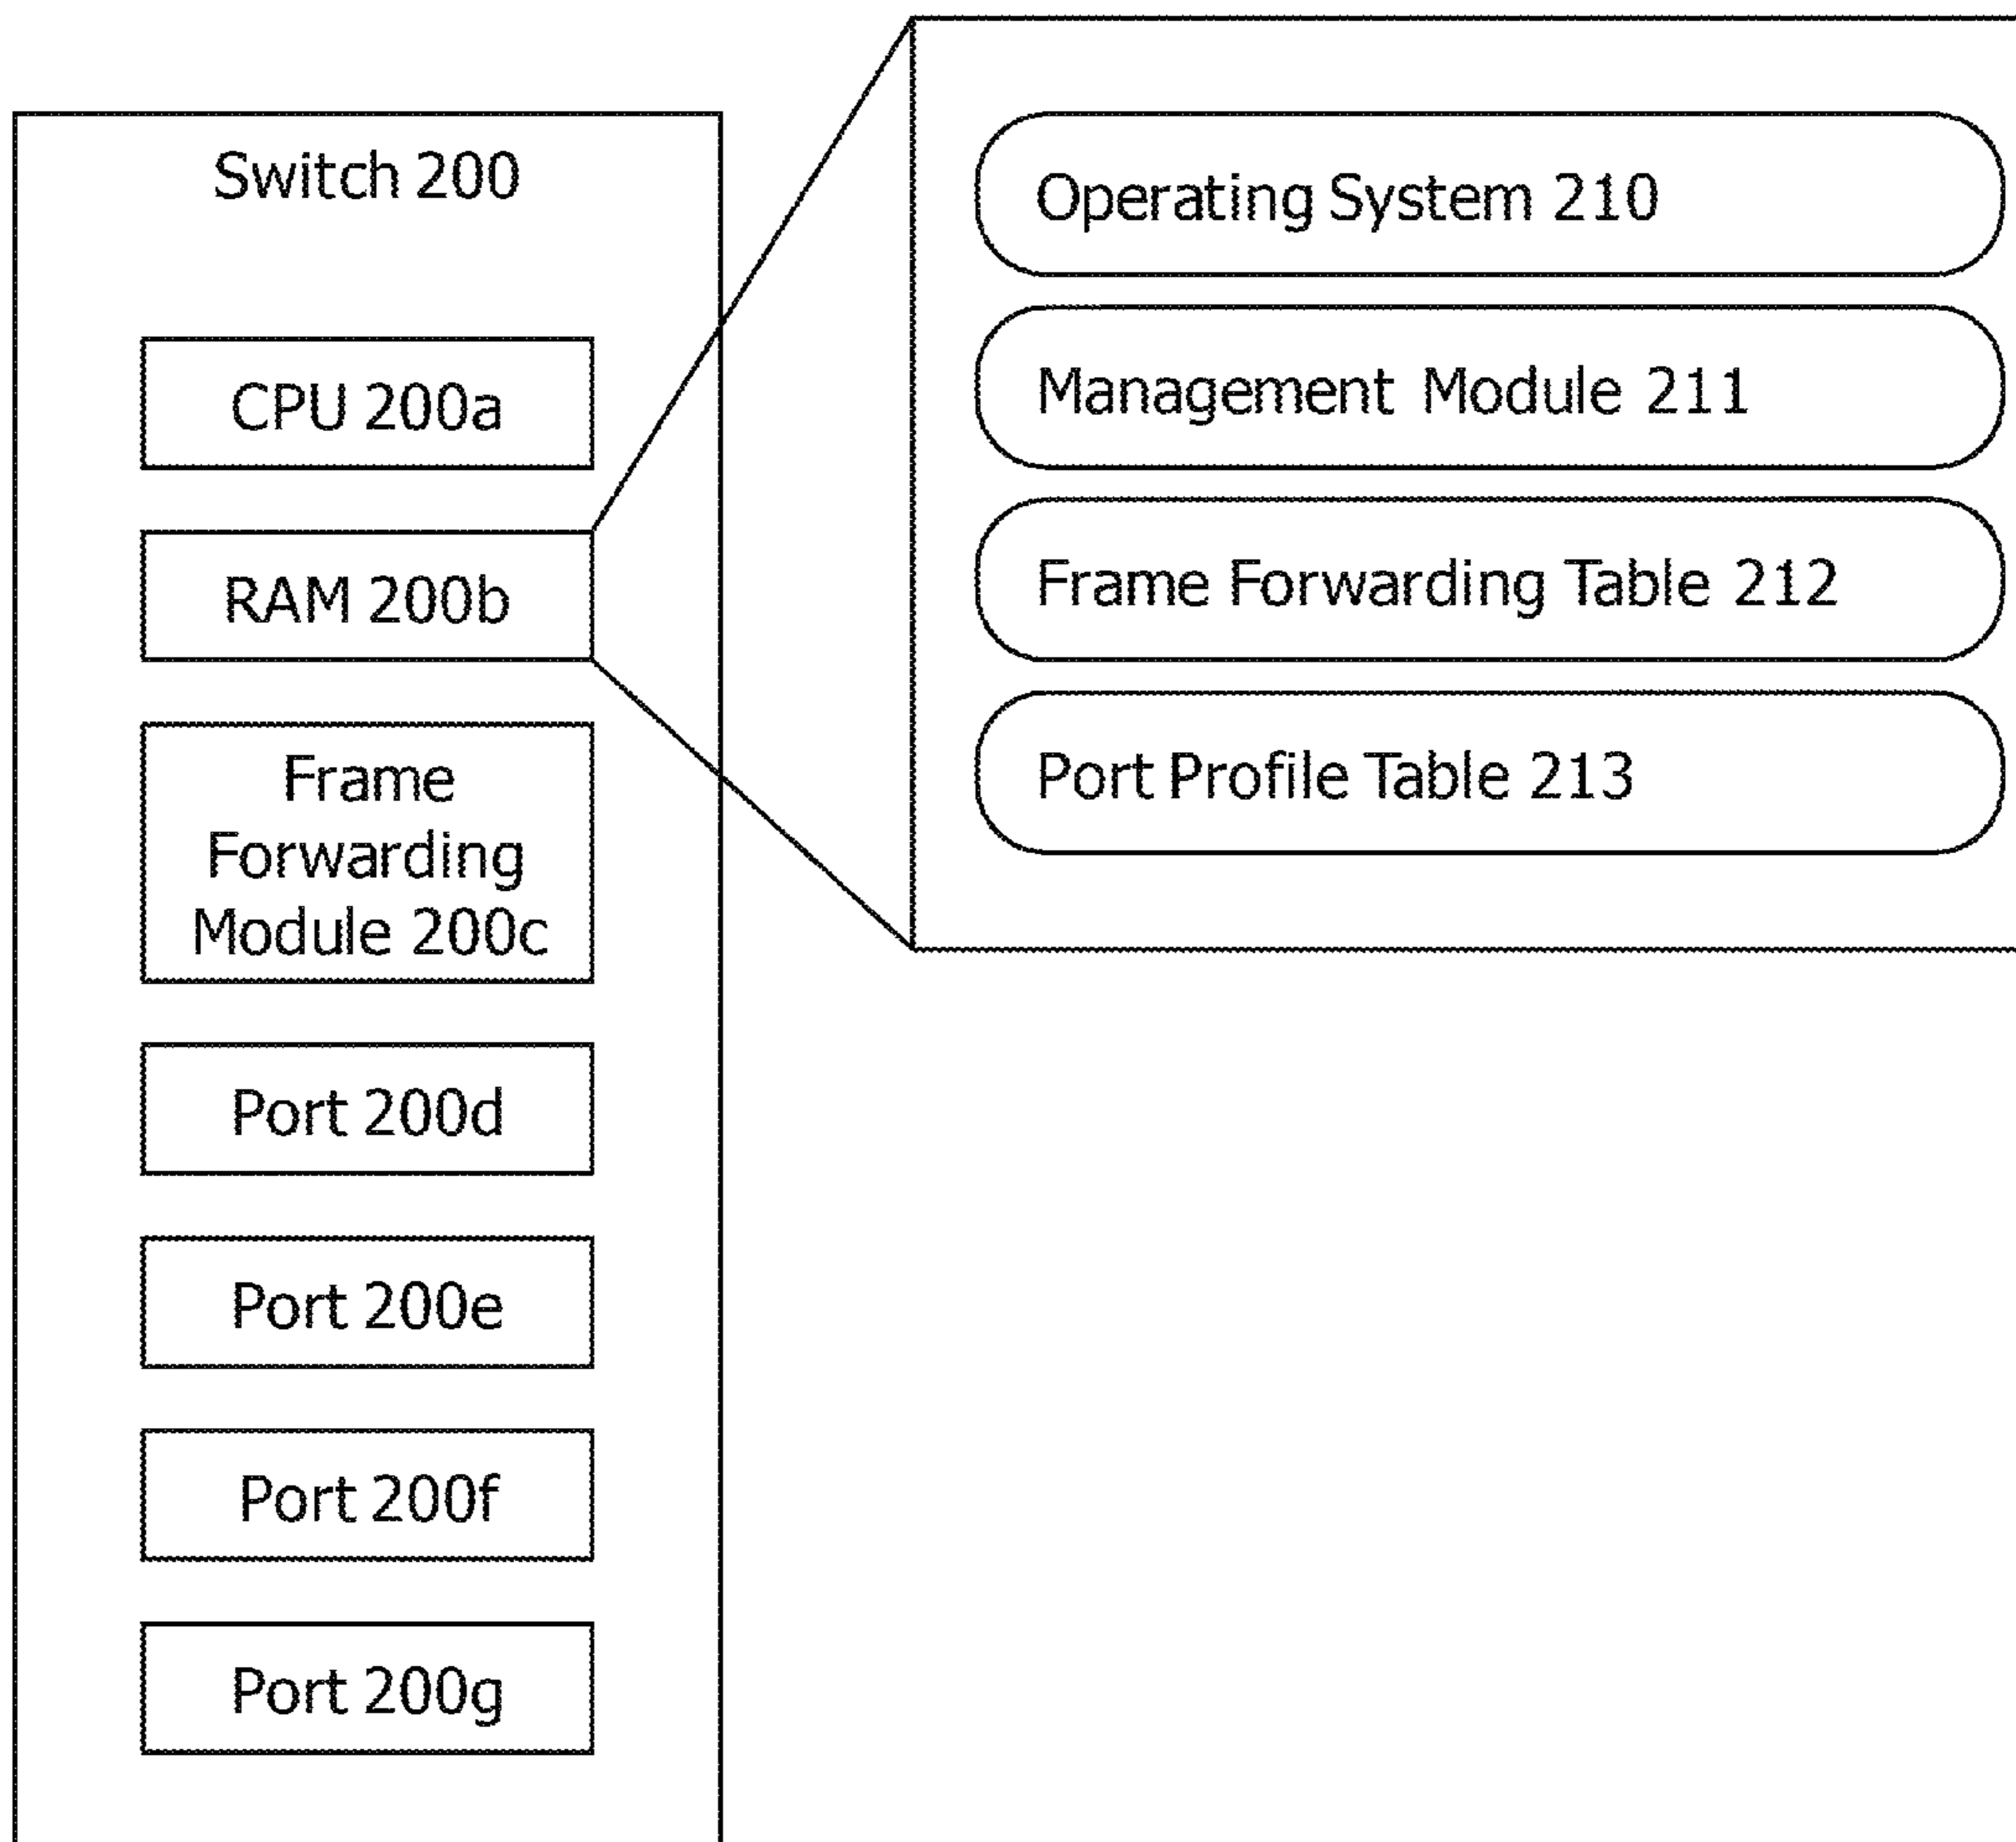 Switch 200
CPU 200a
RAM 200b
Frame
Forwarding
Module 200c
Port 200d
Port 200e
Port 200f
Port 200g
Operating System 210
Management Module 211
Frame Forwarding Table 212
Port Profile Table 213